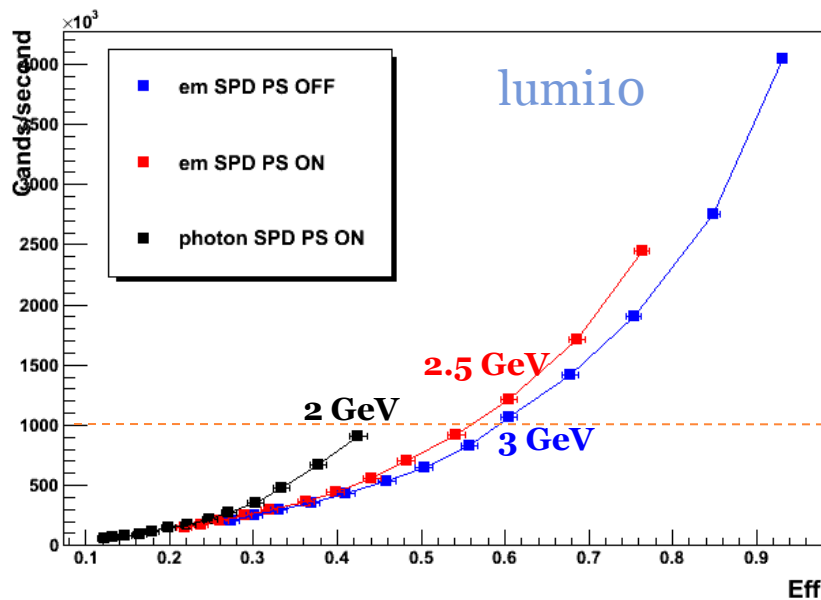 ×10³
Cands/second
4000
3500
3000
2500
2000
1500
1000
500
0
em SPD PS OFF
em SPD PS ON
photon SPD PS ON
lumi10
2.5 GeV
2 GeV
3 GeV
0.1 0.2 0.3 0.4 0.5 0.6 0.7 0.8 0.9
Eff